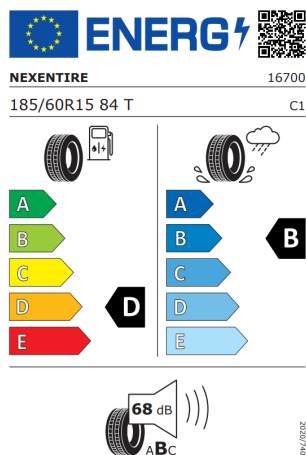 ENERG
NEXENTIRE 16700
185/60R15 84 T C1
A A
B B B
C C
D D D
E E
68 dB
ABC
2020/740